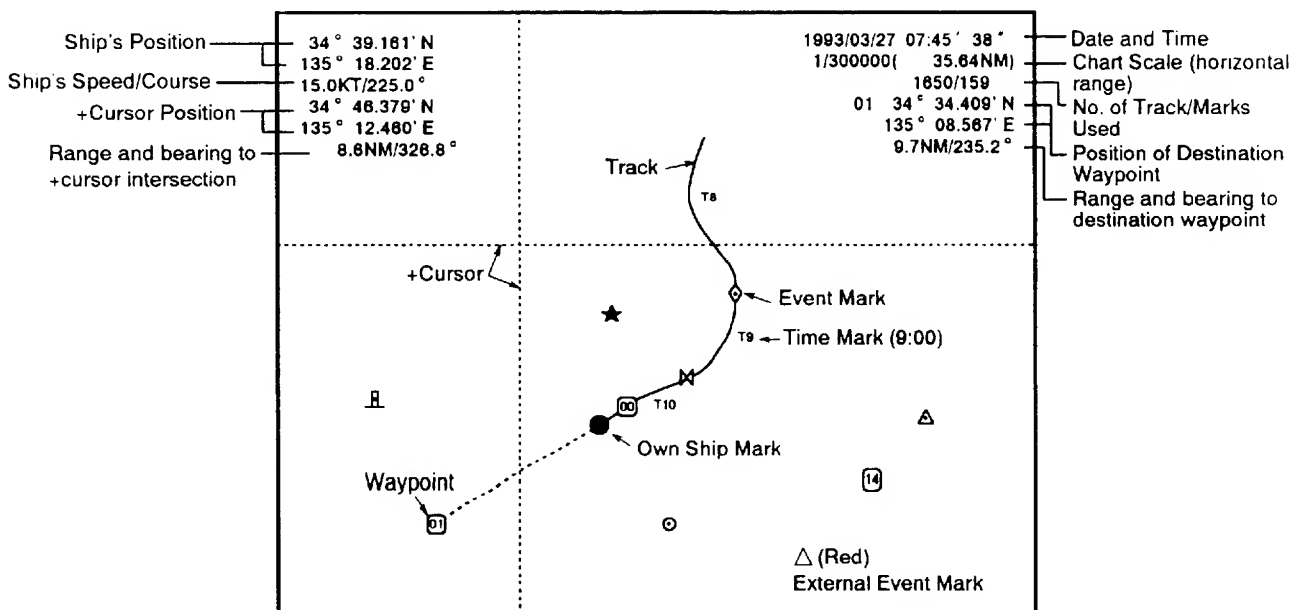 Ship's Position
34° 39.161' N
135° 18.202' E
Ship's Speed/Course
15.0KT/225.0°
+Cursor Position
34° 46.379' N
135° 12.460' E
Range and bearing to
+cursor intersection
8.6NM/326.8°
1993/03/27 07:45' 38"
Date and Time
1/300000( 35.64NM)
Chart Scale (horizontal
range)
1650/159
No. of Track/Marks
Used
01 34° 34.409' N
135° 08.567' E
Position of Destination
Waypoint
9.7NM/235.2°
Range and bearing to
destination waypoint
Track
T8
+Cursor
Event Mark
T9
Time Mark (9:00)
00
T10
Own Ship Mark
Waypoint
01
14
△ (Red)
External Event Mark